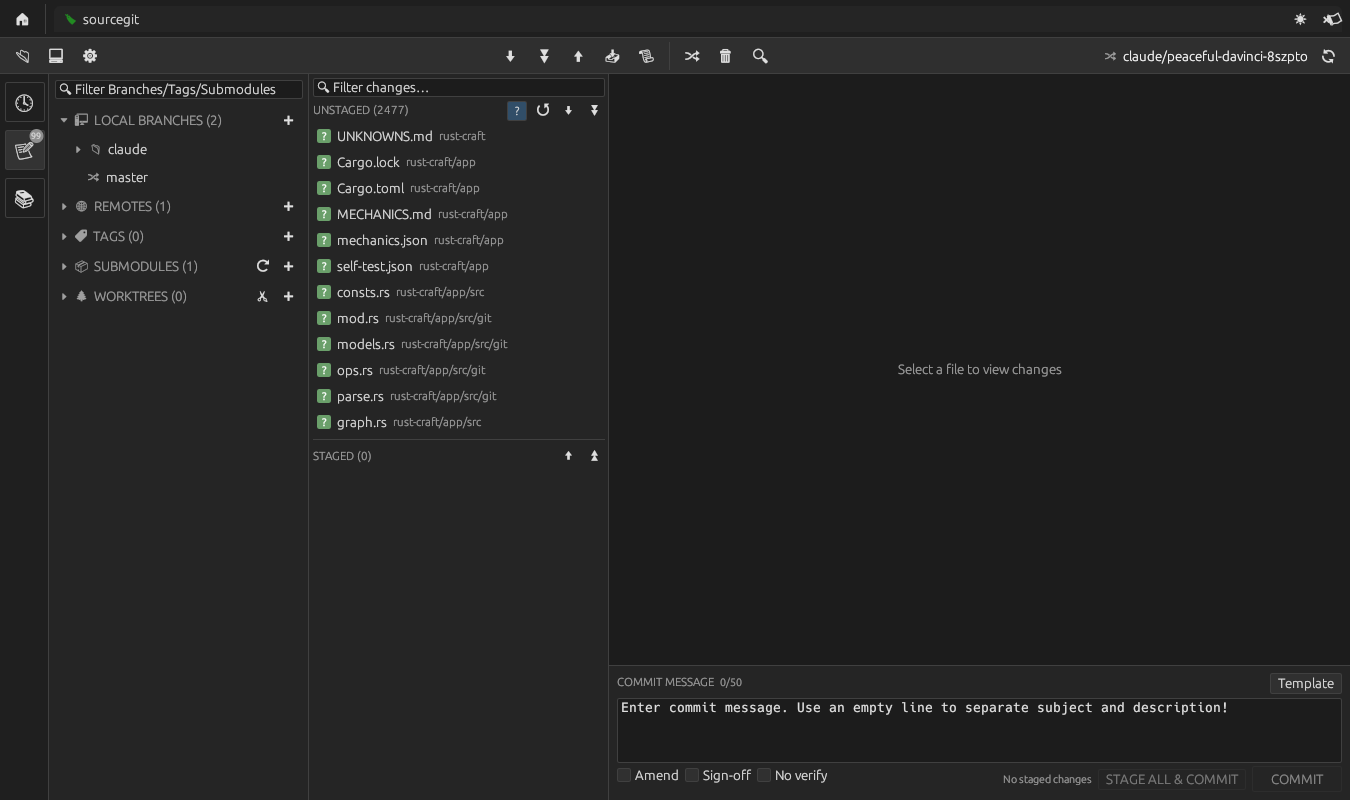 sourcegit
claude/peaceful-davinci-8szpto
Filter Branches/Tags/Submodules
LOCAL BRANCHES (2)
99
claude
master
REMOTES (1)
TAGS (0)
SUBMODULES (1)
WORKTREES (0)
Filter changes...
UNSTAGED (2477) ?
? UNKNOWNS.md rust-craft
? Cargo.lock rust-craft/app
? Cargo.toml rust-craft/app
? MECHANICS.md rust-craft/app
? mechanics.json rust-craft/app
? self-test.json rust-craft/app
? consts.rs rust-craft/app/src
? mod.rs rust-craft/app/src/git
? models.rs rust-craft/app/src/git
? ops.rs rust-craft/app/src/git
? parse.rs rust-craft/app/src/git
? graph.rs rust-craft/app/src
STAGED (0)
Select a file to view changes
COMMIT MESSAGE 0/50
Template
Enter commit message. Use an empty line to separate subject and description!
Amend Sign-off No verify
No staged changes STAGE ALL & COMMIT COMMIT